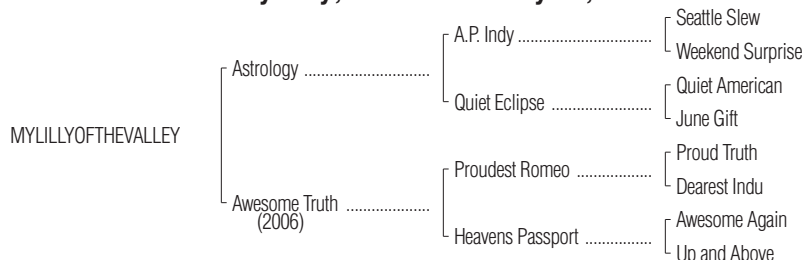 Seattle Slew
A.P. Indy ..................................
Weekend Surprise
Astrology ................................
Quiet American
Quiet Eclipse .........................
June Gift
MYLILLYOFTHEVALLEY
Proud Truth
Proudest Romeo ...................
Dearest Indu
Awesome Truth .....................
(2006)
Awesome Again
Heavens Passport .................
Up and Above